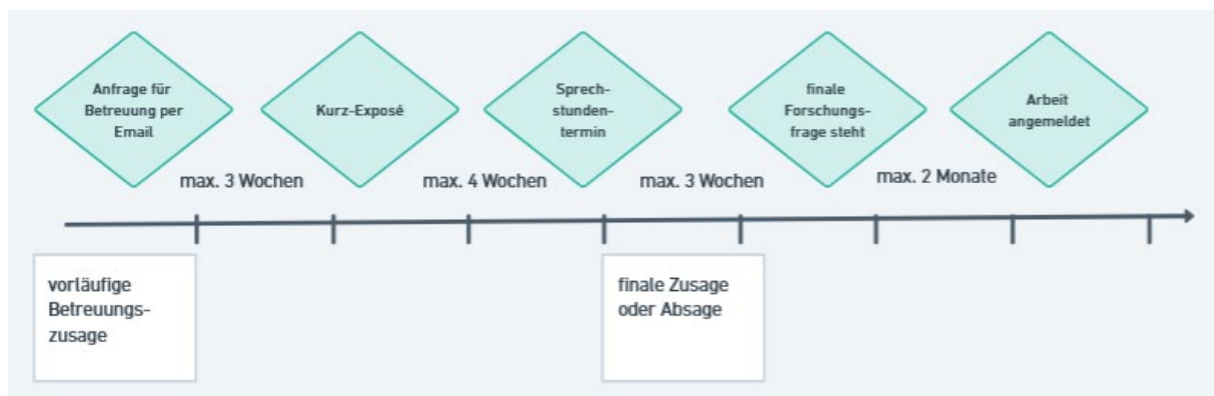 Anfrage für
Betreuung per
Email
Kurz-Exposé
Sprech-
stunden-
termin
finale
Forschungs-
frage steht
Arbeit
angemeldet
max. 3 Wochen
max. 4 Wochen
max. 3 Wochen
max. 2 Monate
vorläufige
Betreuungs-
zusage
finale Zusage
oder Absage